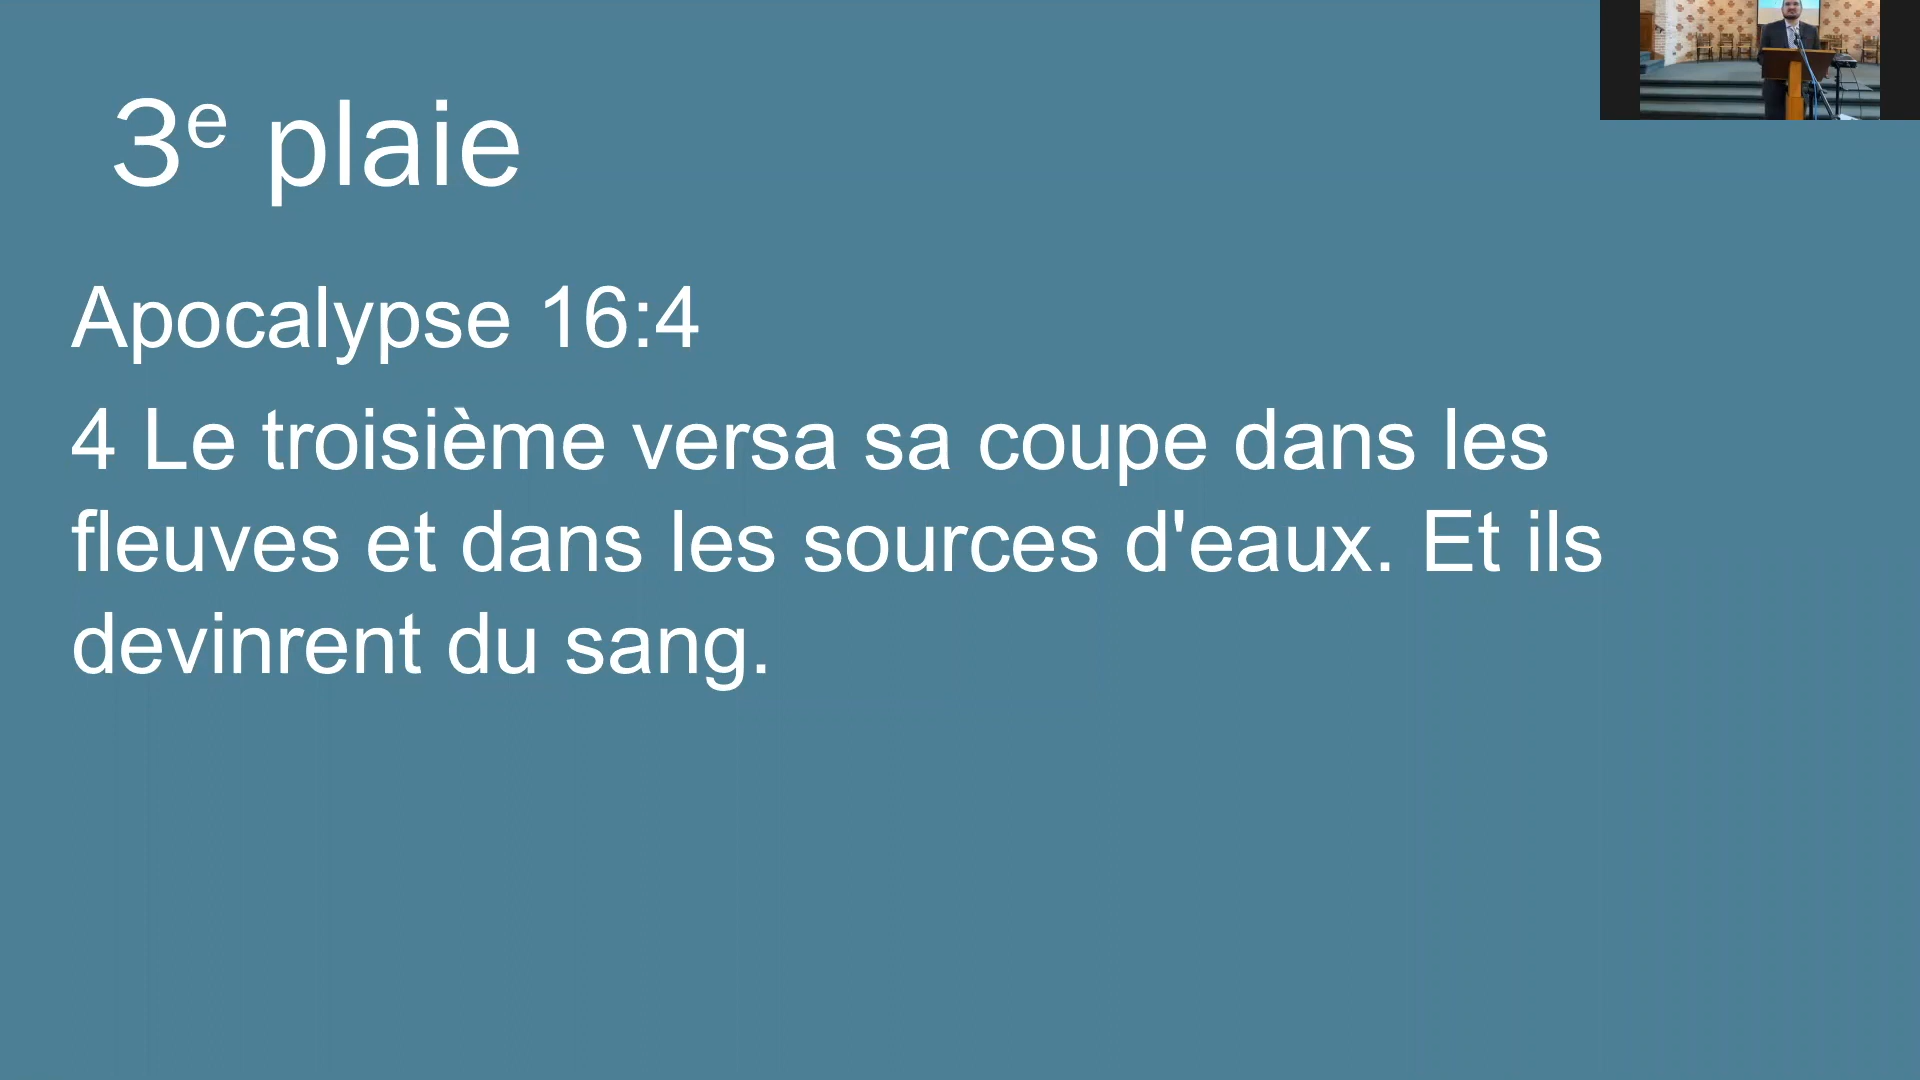 3e plaie
Apocalypse 16:4
4 Le troisième versa sa coupe dans les
fleuves et dans les sources d'eaux. Et ils
devinrent du sang.